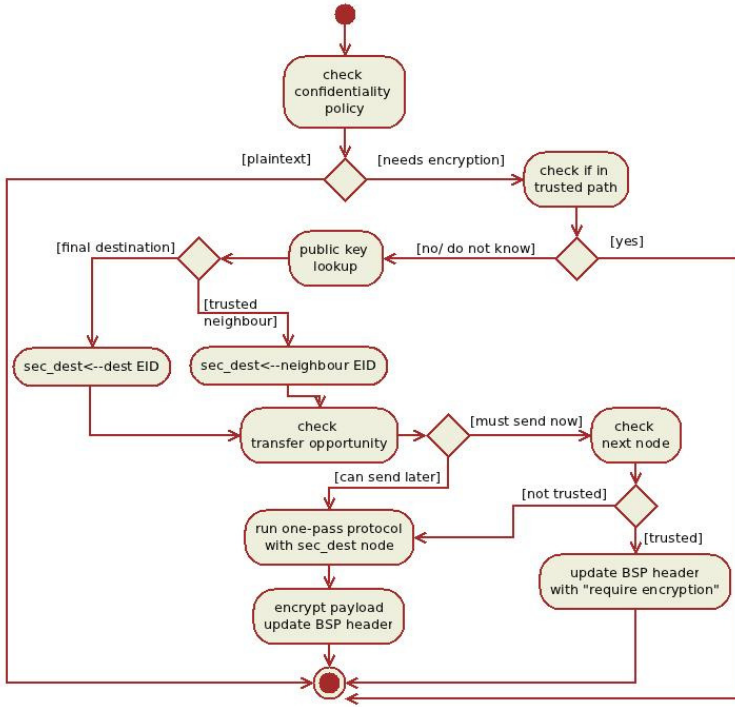 check
confidentiality
policy
[plaintext]
[needs encryption]
check if in
trusted path
[final destination]
public key
lookup
[no/ do not know]
[yes]
[trusted
neighbour]
sec_dest<--dest EID
sec_dest<--neighbour EID
check
transfer opportunity
[must send now]
check
next node
[can send later]
[not trusted]
run one-pass protocol
with sec_dest node
[trusted]
update BSP header
with "require encryption"
encrypt payload
update BSP header